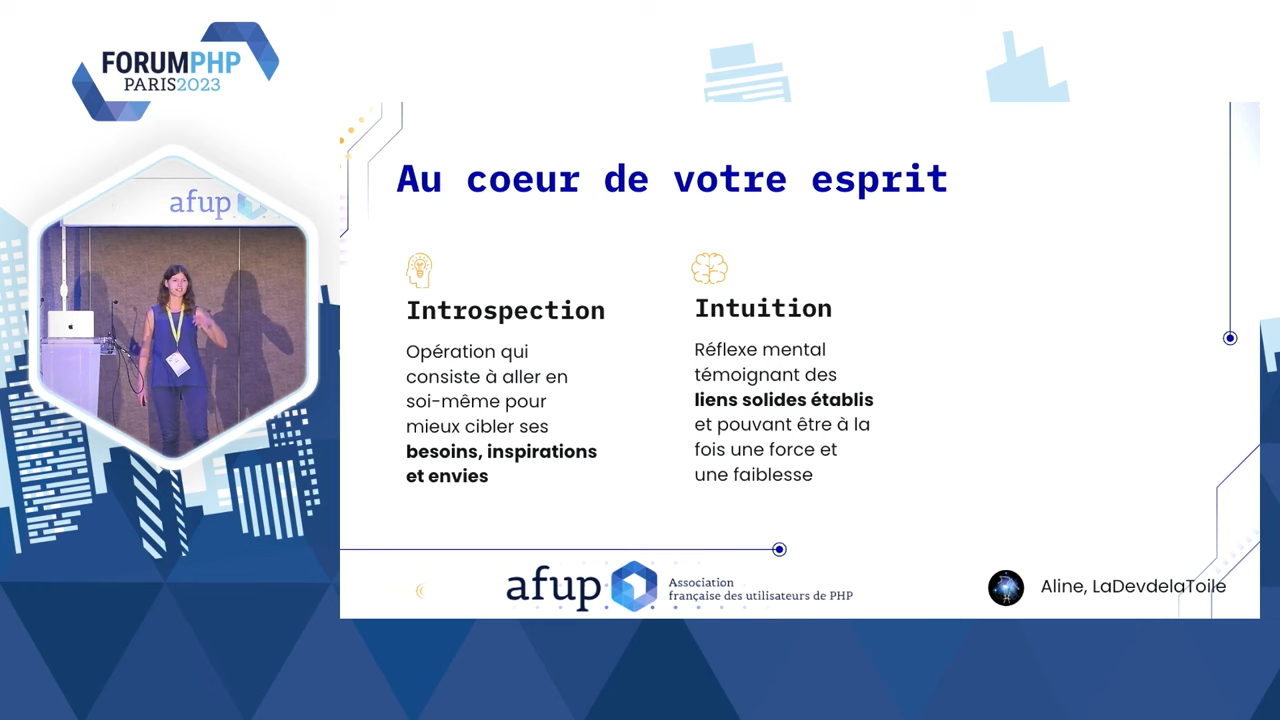 FORUMPHP
PARIS2023
afup
Au coeur de votre esprit
Introspection
Opération qui
consiste à aller en
soi-même pour
mieux cibler ses
besoins, inspirations
et envies
Intuition
Réflexe mental
témoignant des
liens solides établis
et pouvant être à la
fois une force et
une faiblesse
afup
Association
française des utilisateurs de PHP
Aline, LaDevdelaToile